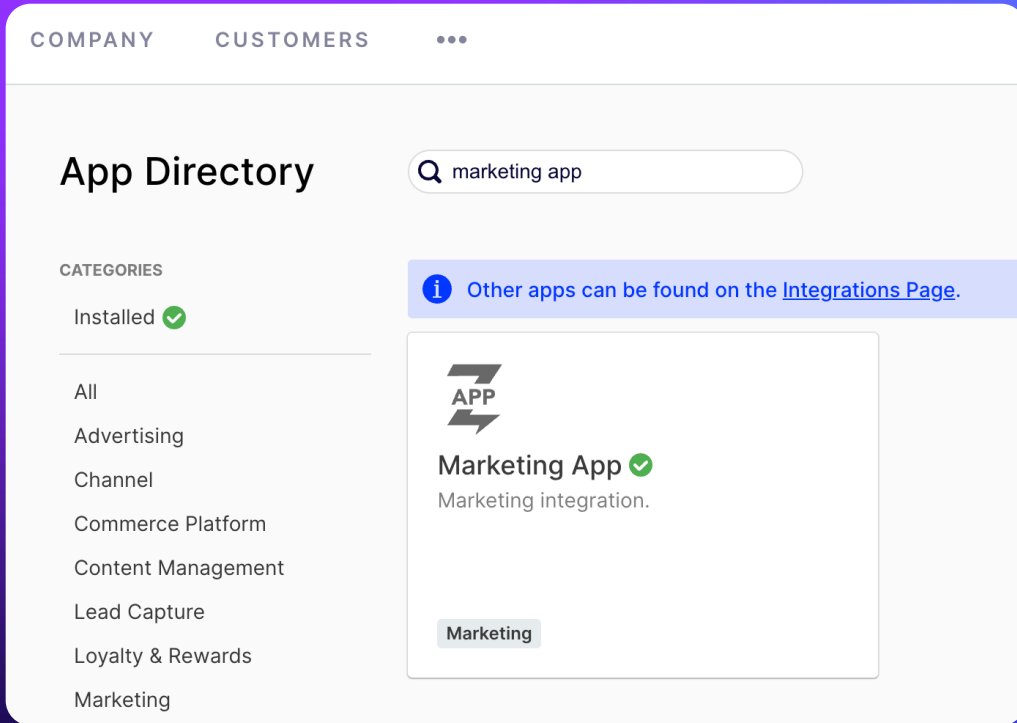 COMPANY CUSTOMERS •••
App Directory
marketing app
CATEGORIES
Installed
All
Advertising
Channel
Commerce Platform
Content Management
Lead Capture
Loyalty & Rewards
Marketing
i Other apps can be found on the Integrations Page.
APP
Marketing App
Marketing integration.
Marketing